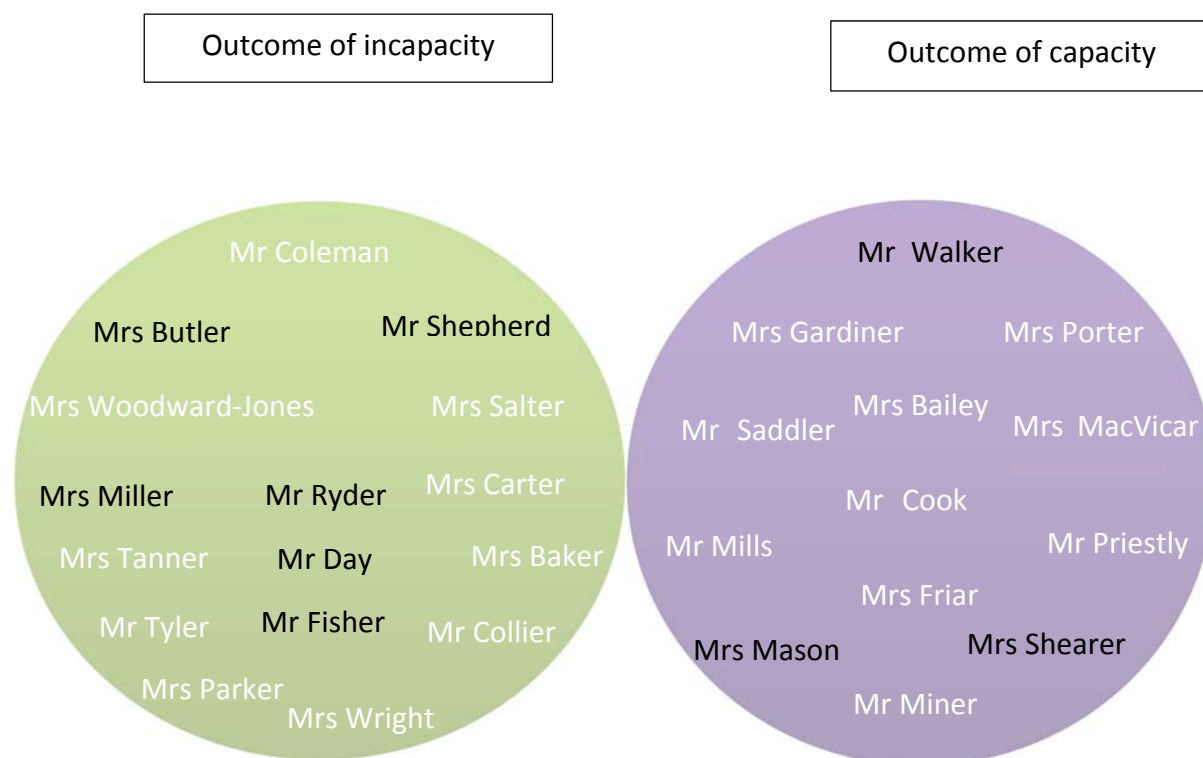 Outcome of incapacity
Outcome of capacity
Mr Coleman
Mrs Butler
Mr Shepherd
Mrs Woodward-Jones
Mrs Salter
Mrs Miller
Mr Ryder
Mrs Carter
Mrs Tanner
Mr Day
Mrs Baker
Mr Tyler
Mr Fisher
Mr Collier
Mrs Parker
Mrs Wright
Mr Walker
Mrs Gardiner
Mrs Porter
Mr Saddler
Mrs Bailey
Mrs MacVicar
Mr Cook
Mr Mills
Mr Priestly
Mrs Friar
Mrs Mason
Mrs Shearer
Mr Miner